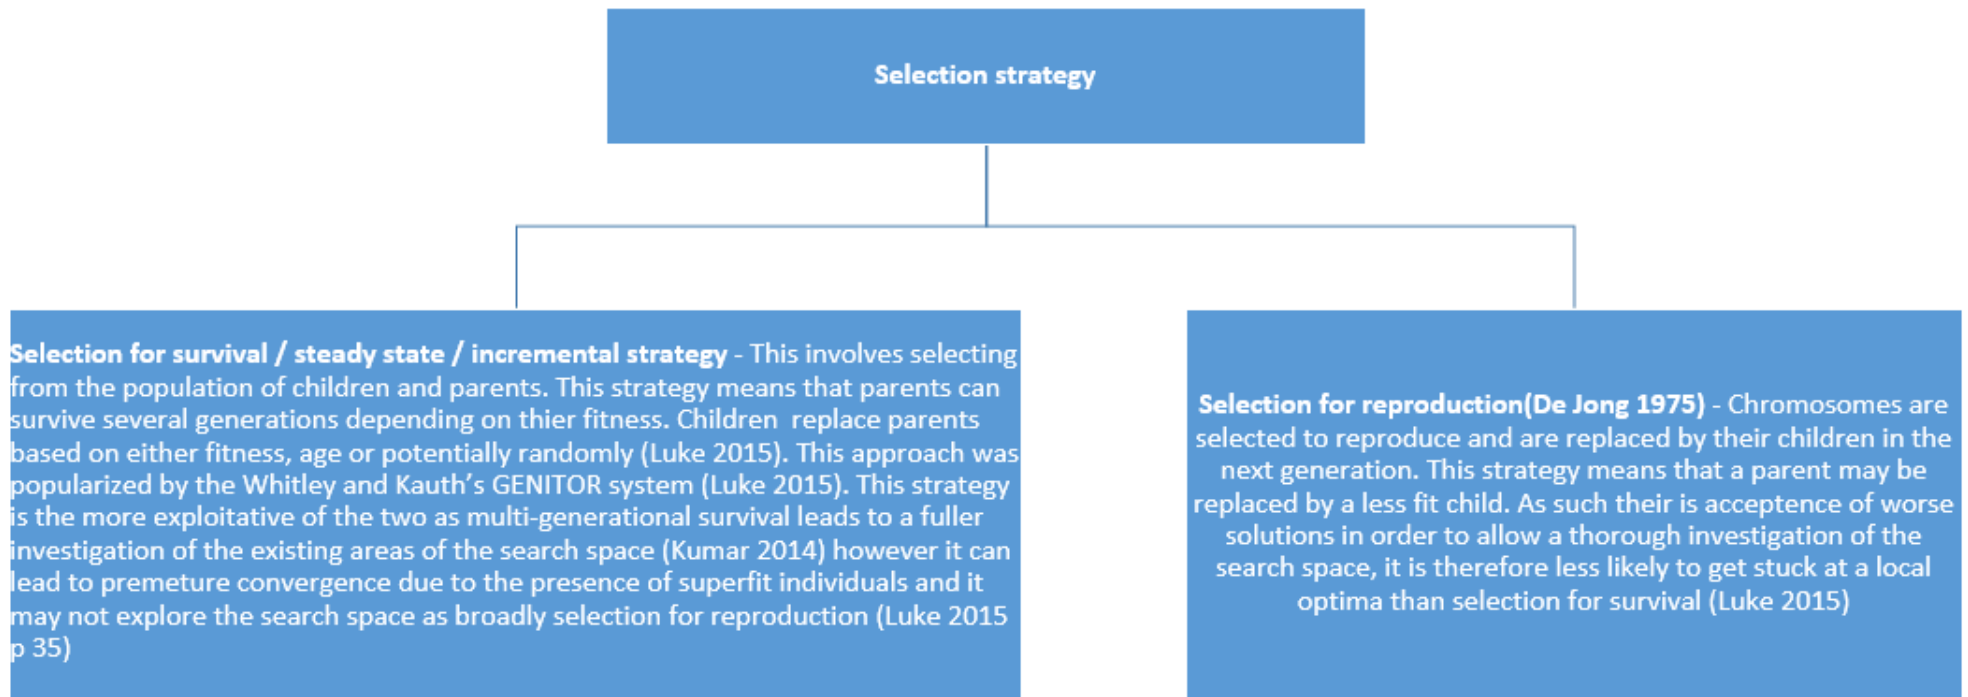 Selection strategy
Selection for survival / steady state / incremental strategy - This involves selecting
from the population of children and parents. This strategy means that parents can
survive several generations depending on thier fitness. Children  replace parents
based on either fitness, age or potentially randomly (Luke 2015). This approach was
popularized by the Whitley and Kauth’s GENITOR system (Luke 2015). This strategy
is the more exploitative of the two as multi-generational survival leads to a fuller
investigation of the existing areas of the search space (Kumar 2014) however it can
lead to premeture convergence due to the presence of superfit individuals and it
may not explore the search space as broadly selection for reproduction (Luke 2015
p 35)
Selection for reproduction(De Jong 1975) - Chromosomes are
selected to reproduce and are replaced by their children in the
next generation. This strategy means that a parent may be
replaced by a less fit child. As such their is acceptence of worse
solutions in order to allow a thorough investigation of the
search space, it is therefore less likely to get stuck at a local
optima than selection for survival (Luke 2015)